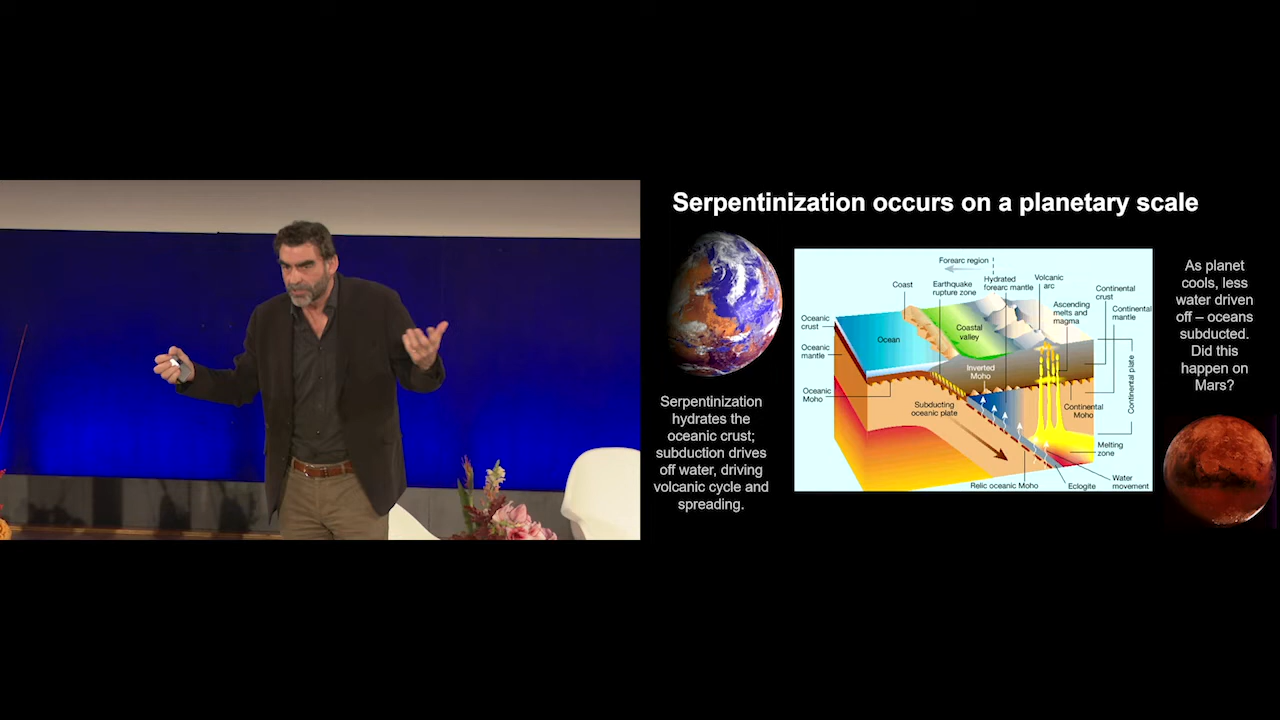 Serpentinization occurs on a planetary scale
Serpentinization
hydrates the
oceanic crust;
subduction drives
off water, driving
volcanic cycle and
spreading.
Forearc region
Coast
Earthquake
rupture zone
Hydrated
forearc mantle
Volcanic
arc
Ascending
melts and
magma
Continental
crust
Continental
mantle
Oceanic
crust
Oceanic
mantle
Oceanic
Moho
Ocean
Coastal
valley
Inverted
Moho
Subducting
oceanic plate
Continental
Moho
Continental plate
Melting
zone
Relic oceanic Moho
Eclogite
Water
movement
As planet
cools, less
water driven
off – oceans
subducted.
Did this
happen on
Mars?